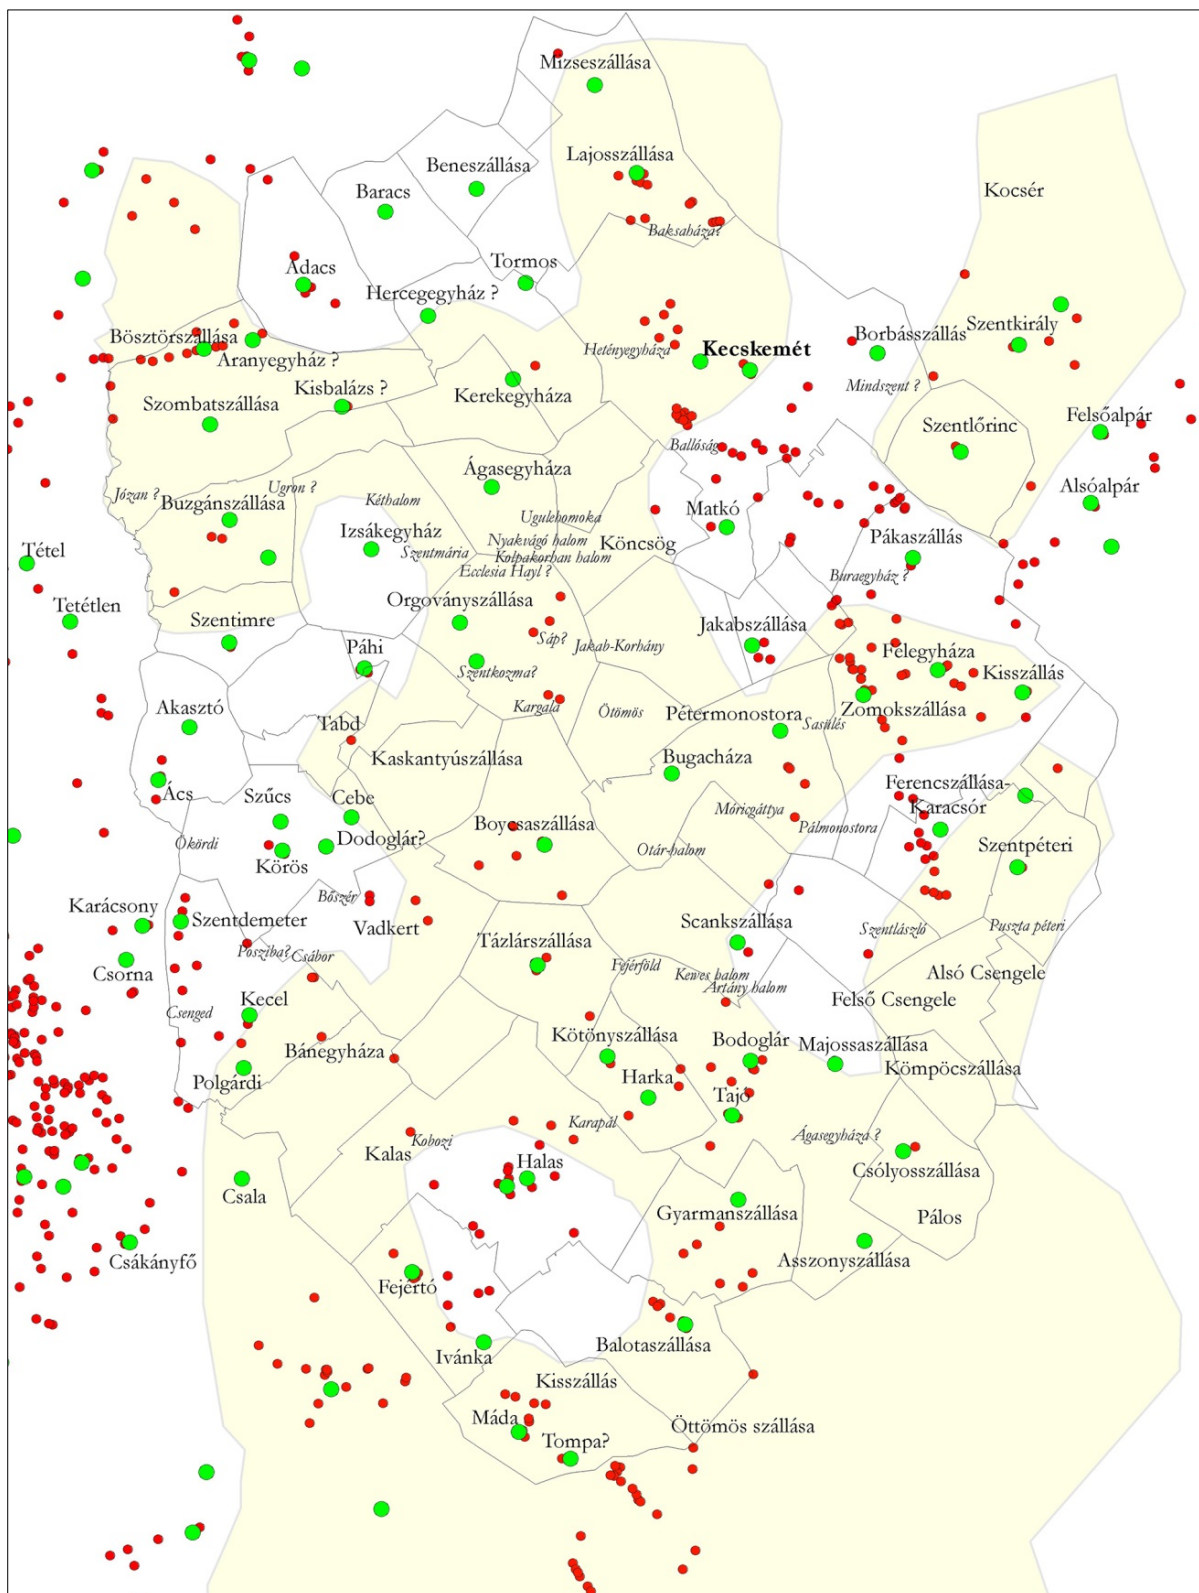 Mizseszállása
Lajosszállása
Beneszállása
Baracs
Kocsér
Baksaháza?
Tormos
Adacs
Hercegegyház ?
Bösztörszállása
Aranyegyház ?
Borbásszállás
Szentkirály
Hetényegyháza
Kecskemét
Mindszent ?
Kisbalázs ?
Kerekegyháza
Szombatszállása
Felsőalpár
Szentlőrinc
Ballóság
Ágasegyháza
Alsóalpár
Józan ?
Ugron ?
Buzgánszállása
Kéthalom
Ugulehomoka
Matkó
Izsákegyház
Nyakvágó halom
Köncsög
Szentmária
Kolpakorhan halom
Pákaszállás
Tétel
Ecclesia Hayl ?
Buraegyház ?
Orgoványszállása
Tetétlen
Szentimre
Jakabszállása
Sáp?
Jakab-Korhány
Páhi
Félegyháza
Szentkozma?
Kisszállás
Akasztó
Kargala
Ötömös
Pétermonostora
Zomokszállása
Sasülés
Tabd
Kaskantyúszállása
Bugacháza
Ács
Szűcs
Cebe
Ferencszállása-
Karacsór
Móricgáttya
Pálmonostora
Boycsaszállása
Dodoglár?
Ökördi
Otár-halom
Szentpéteri
Körös
Bőszér
Karácsony
Szentdemeter
Vadkert
Scankszállása
Szentlászló
Puszta péteri
Tázlárszállása
Posziba?
Csábor
Fejérföld
Kewes halom
Alsó Csengele
Csorna
Artány halom
Felső Csengele
Kecel
Csenged
Kötönyszállása
Bodoglár
Majossaszállása
Bánegyháza
Kömpöcszállása
Polgárdi
Harka
Tajó
Karapál
Ágasegyháza ?
Kobozi
Kalas
Halas
Csólyosszállása
Csala
Gyarmanszállása
Pálos
Csákányfő
Asszonyszállása
Fejértó
Balotaszállása
Ivánka
Kisszállás
Máda
Öttömös szállása
Tompa?